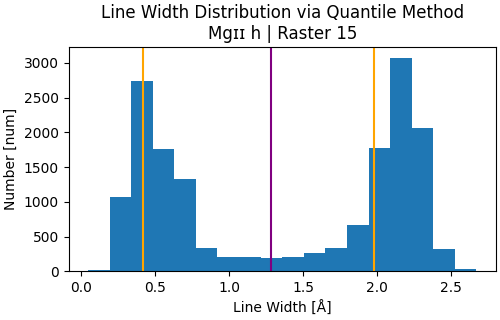 Line Width Distribution via Quantile Method
Mgɪɪ h | Raster 15
Number [num]
3000
2500
2000
1500
1000
500
0
0.0 0.5 1.0 1.5 2.0 2.5
Line Width [Å]